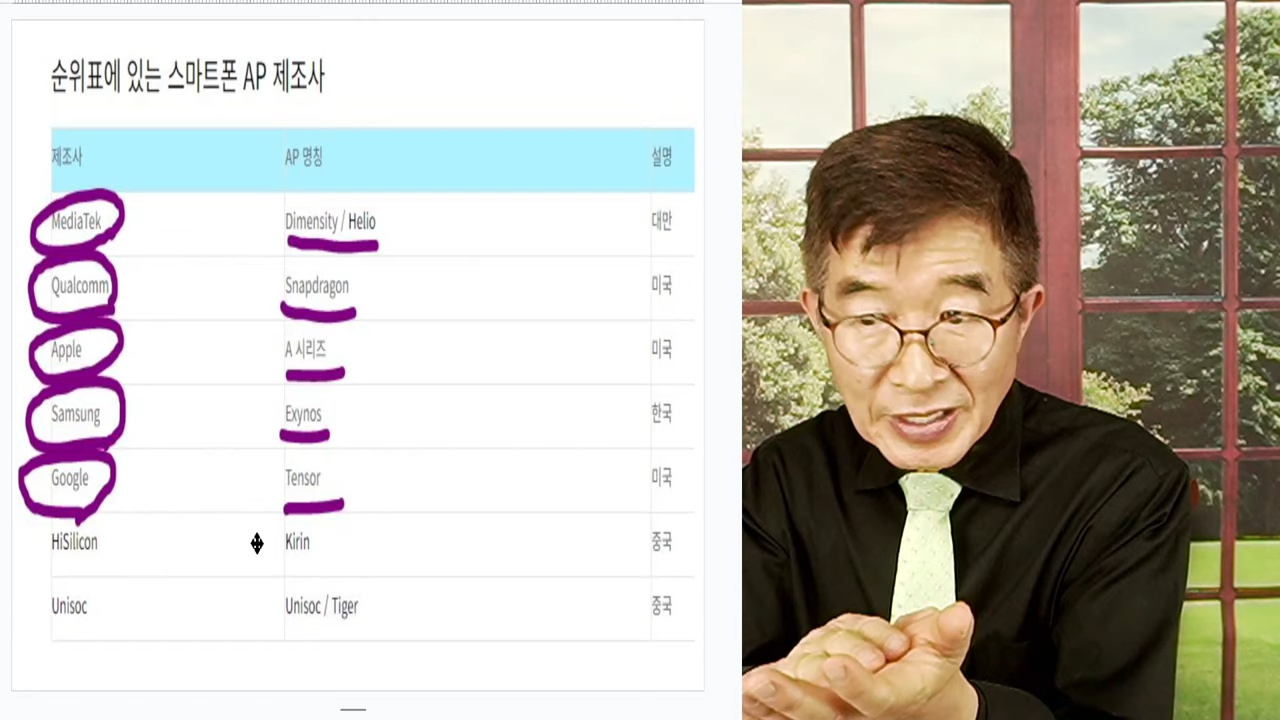 순위표에 있는 스마트폰 AP 제조사
제조사 AP 명칭 설명
MediaTek Dimensity / Helio 대만
Qualcomm Snapdragon 미국
Apple A 시리즈 미국
Samsung Exynos 한국
Google Tensor 미국
HiSilicon Kirin 중국
Unisoc Unisoc / Tiger 중국